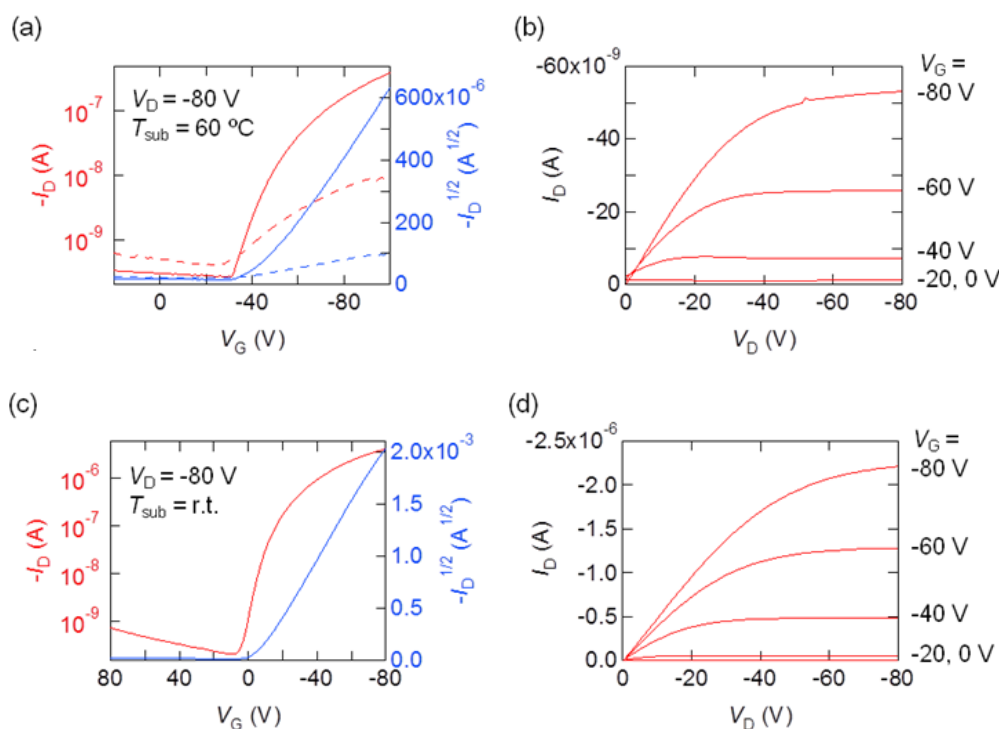 (a)
V_D = -80 V
T_sub = 60 ºC
10^-7
10^-8
10^-9
-I_D (A)
600x10^-6
400
200
0
-I_D^1/2 (A^1/2)
0 -40 -80
V_G (V)
(b)
-60x10^-9
-40
-20
0
I_D (A)
V_G =
-80 V
-60 V
-40 V
-20, 0 V
0 -20 -40 -60 -80
V_D (V)
(c)
V_D = -80 V
T_sub = r.t.
10^-6
10^-7
10^-8
10^-9
-I_D (A)
2.0x10^-3
1.0
0.5
0.0
-I_D^1/2 (A^1/2)
80 40 0 -40 -80
V_G (V)
(d)
-2.5x10^-6
-2.0
-1.5
-1.0
-0.5
0.0
I_D (A)
V_G =
-80 V
-60 V
-40 V
-20, 0 V
0 -20 -40 -60 -80
V_D (V)